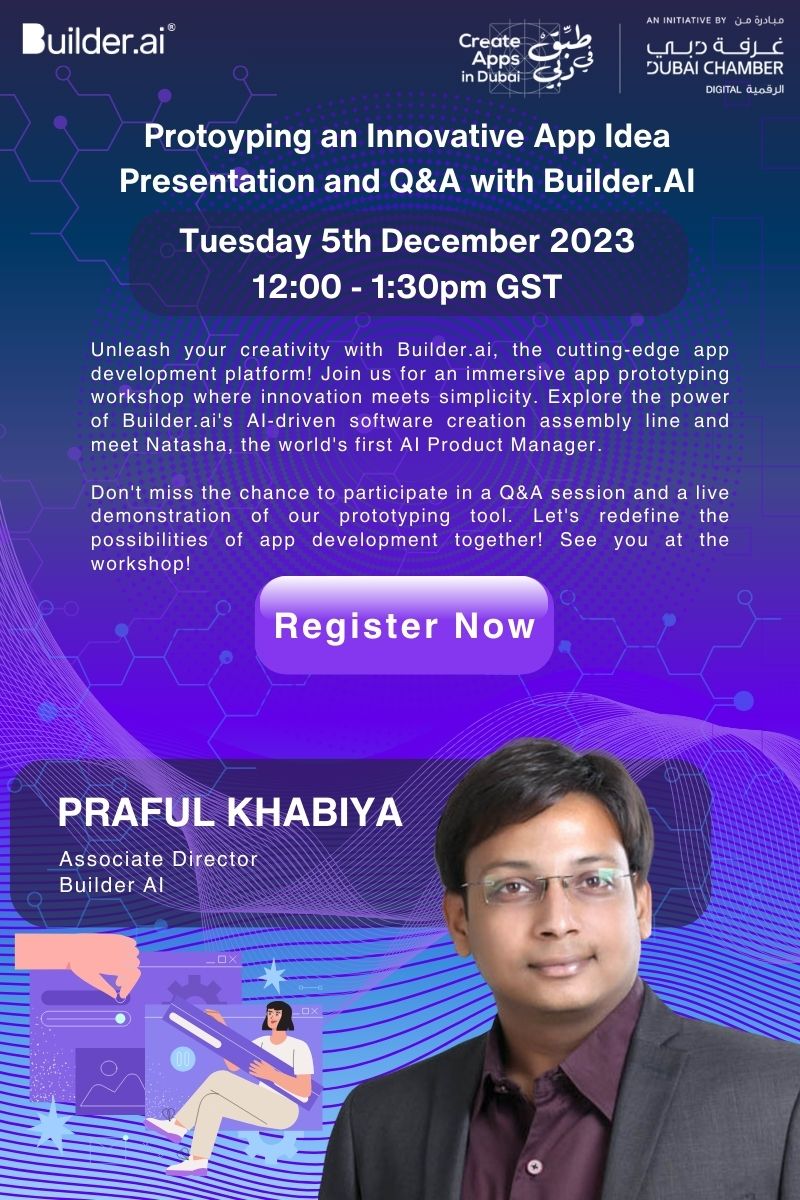 Builder.ai®
Create
Apps
in Dubai
طبّق
في دبي
AN INITIATIVE BY مبادرة من
غرفة دبي
DUBAI CHAMBER
DIGITAL الرقمية
Protoyping an Innovative App Idea
Presentation and Q&A with Builder.AI
Tuesday 5th December 2023
12:00 - 1:30pm GST
Unleash your creativity with Builder.ai, the cutting-edge app
development platform! Join us for an immersive app prototyping
workshop where innovation meets simplicity. Explore the power
of Builder.ai's AI-driven software creation assembly line and
meet Natasha, the world's first AI Product Manager.
Don't miss the chance to participate in a Q&A session and a live
demonstration of our prototyping tool. Let's redefine the
possibilities of app development together! See you at the
workshop!
Register Now
PRAFUL KHABIYA
Associate Director
Builder AI